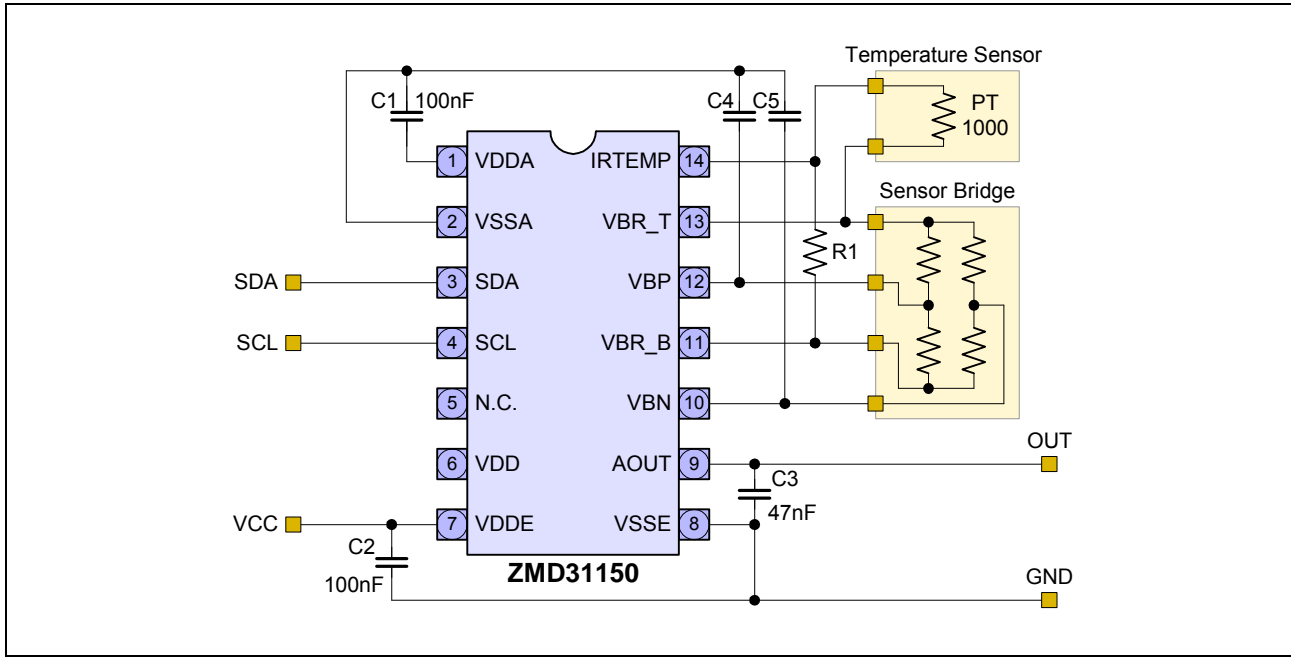 Temperature Sensor
C1 100nF
C4 C5
PT
1000
1 VDDA IRTEMP 14
Sensor Bridge
2 VSSA VBR_T 13
R1
SDA 3 SDA VBP 12
SCL 4 SCL VBR_B 11
5 N.C. VBN 10
OUT
6 VDD AOUT 9
C3
47nF
VCC 7 VDDE VSSE 8
C2
100nF
ZMD31150
GND